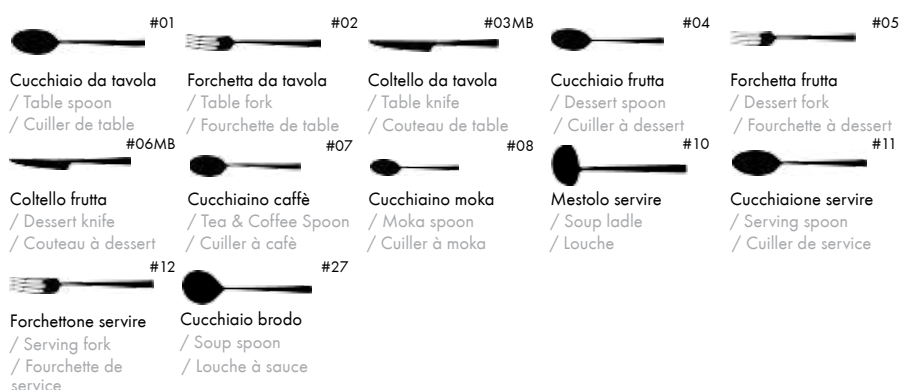 #01
Cucchiaio da tavola
/ Table spoon
/ Cuiller de table
#02
Forchetta da tavola
/ Table fork
/ Fourchette de table
#03MB
Coltello da tavola
/ Table knife
/ Couteau de table
#04
Cucchiaio frutta
/ Dessert spoon
/ Cuiller à dessert
#05
Forchetta frutta
/ Dessert fork
/ Fourchette à dessert
#06MB
Coltello frutta
/ Dessert knife
/ Couteau à dessert
#07
Cucchiaino caffè
/ Tea & Coffee Spoon
/ Cuiller à cafè
#08
Cucchiaino moka
/ Moka spoon
/ Cuiller à moka
#10
Mestolo servire
/ Soup ladle
/ Louche
#11
Cucchiaione servire
/ Serving spoon
/ Cuiller de service
#12
Forchettone servire
/ Serving fork
/ Fourchette de
service
#27
Cucchiaio brodo
/ Soup spoon
/ Louche à sauce